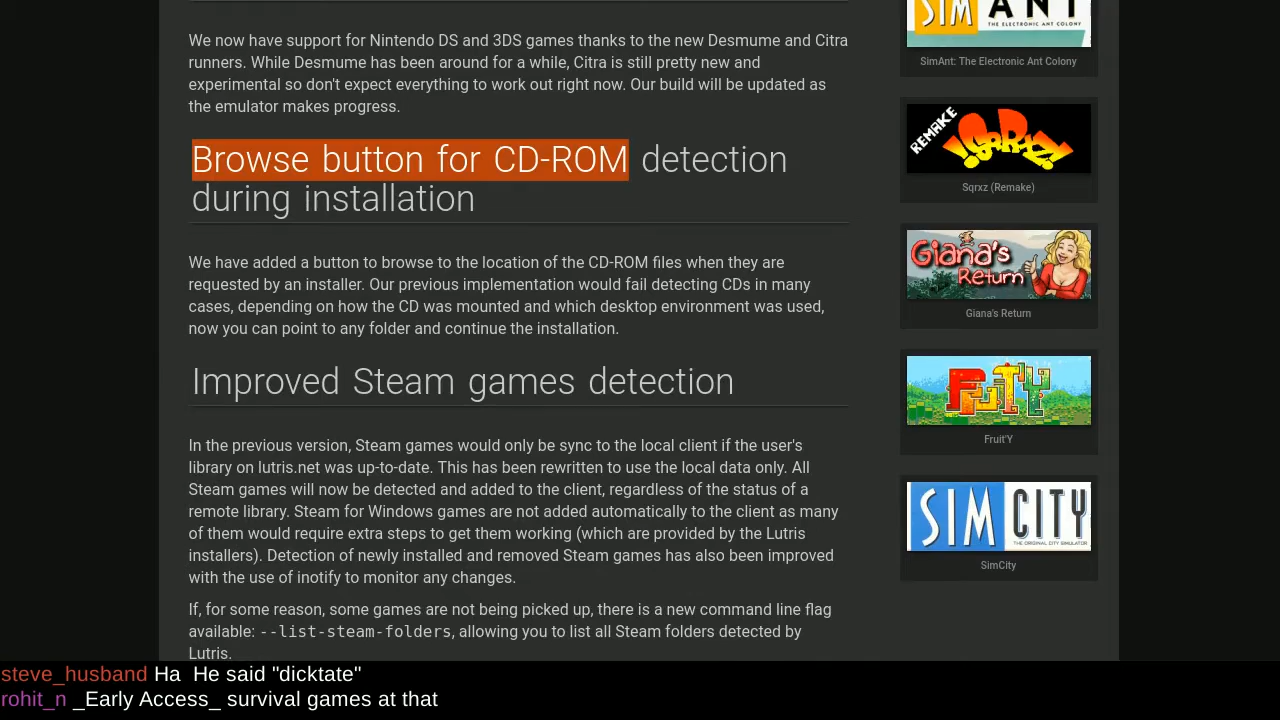 We now have support for Nintendo DS and 3DS games thanks to the new Desmume and Citra
runners. While Desmume has been around for a while, Citra is still pretty new and
experimental so don't expect everything to work out right now. Our build will be updated as
the emulator makes progress.
Browse button for CD-ROM detection
during installation
We have added a button to browse to the location of the CD-ROM files when they are
requested by an installer. Our previous implementation would fail detecting CDs in many
cases, depending on how the CD was mounted and which desktop environment was used,
now you can point to any folder and continue the installation.
Improved Steam games detection
In the previous version, Steam games would only be sync to the local client if the user's
library on lutris.net was up-to-date. This has been rewritten to use the local data only. All
Steam games will now be detected and added to the client, regardless of the status of a
remote library. Steam for Windows games are not added automatically to the client as many
of them would require extra steps to get them working (which are provided by the Lutris
installers). Detection of newly installed and removed Steam games has also been improved
with the use of inotify to monitor any changes.
If, for some reason, some games are not being picked up, there is a new command line flag
available: --list-steam-folders, allowing you to list all Steam folders detected by
Lutris.
SIM ANT
THE ELECTRONIC ANT COLONY
SimAnt: The Electronic Ant Colony
REMAKE
!SQRXZ!
Sqrxz (Remake)
Giana's
Return
Giana's Return
FRUIT Y
Fruit'Y
SIM CITY
THE ORIGINAL CITY SIMULATOR
SimCity
steve_husband Ha  He said "dicktate"
rohit_n _Early Access_ survival games at that